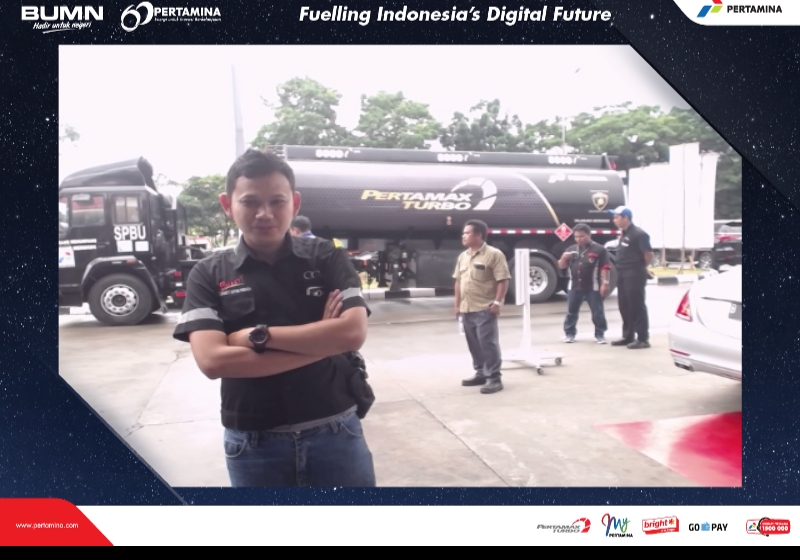 BUMN
Hadir untuk negeri
60 PERTAMINA
Fuelling Indonesia's Digital Future
PERTAMINA
PERTAMAX
TURBO
SPBU
www.pertamina.com
PERTAMAX
TURBO
My
PERTAMINA
bright
GO PAY
1500 000